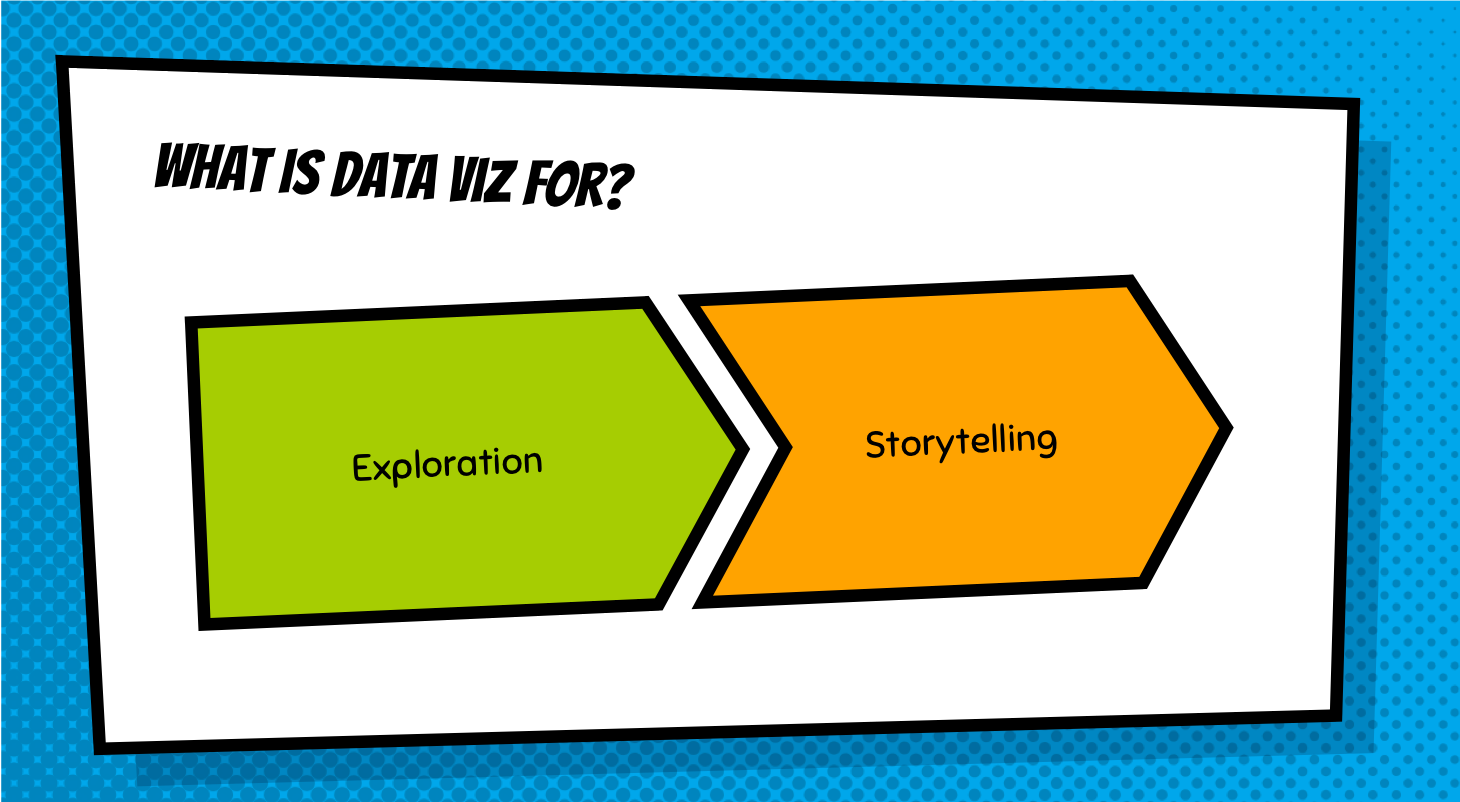 WHAT IS DATA VIZ FOR?
Exploration
Storytelling